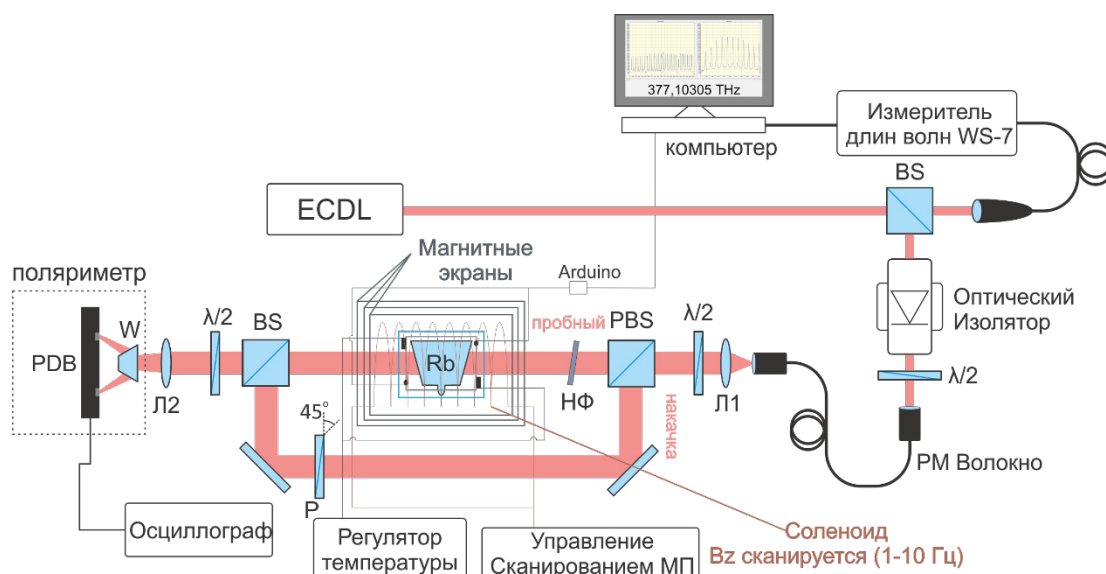 377,10305 THz
компьютер
Измеритель
длин волн WS-7
BS
ECDL
Магнитные
экраны
Arduino
поляриметр
PDB
W
Л2
λ/2
BS
Rb
пробный
НФ
PBS
λ/2
Л1
Оптический
Изолятор
λ/2
PM Волокно
накачка
45°
P
Осциллограф
Регулятор
температуры
Управление
Сканированием МП
Соленоид
Bz сканируется (1-10 Гц)